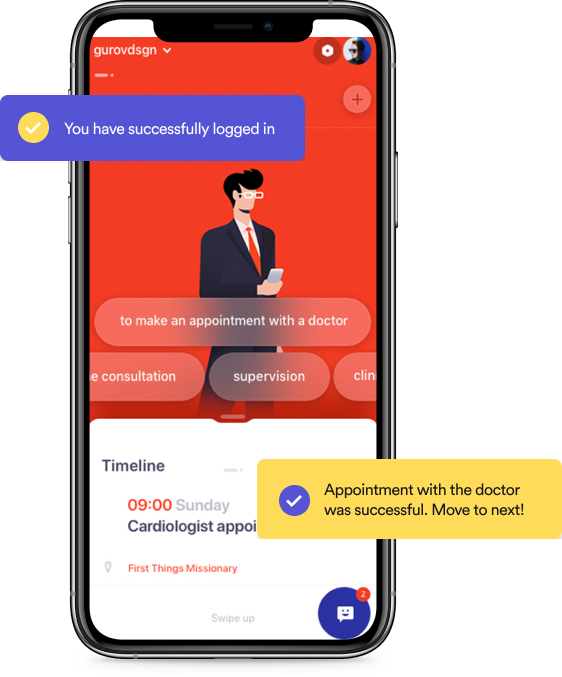 gurovdsgn
You have successfully logged in
to make an appointment with a doctor
e consultation
supervision
clin
Timeline
09:00 Sunday
Cardiologist appoi
Appointment with the doctor
was successful. Move to next!
First Things Missionary
2
Swipe up